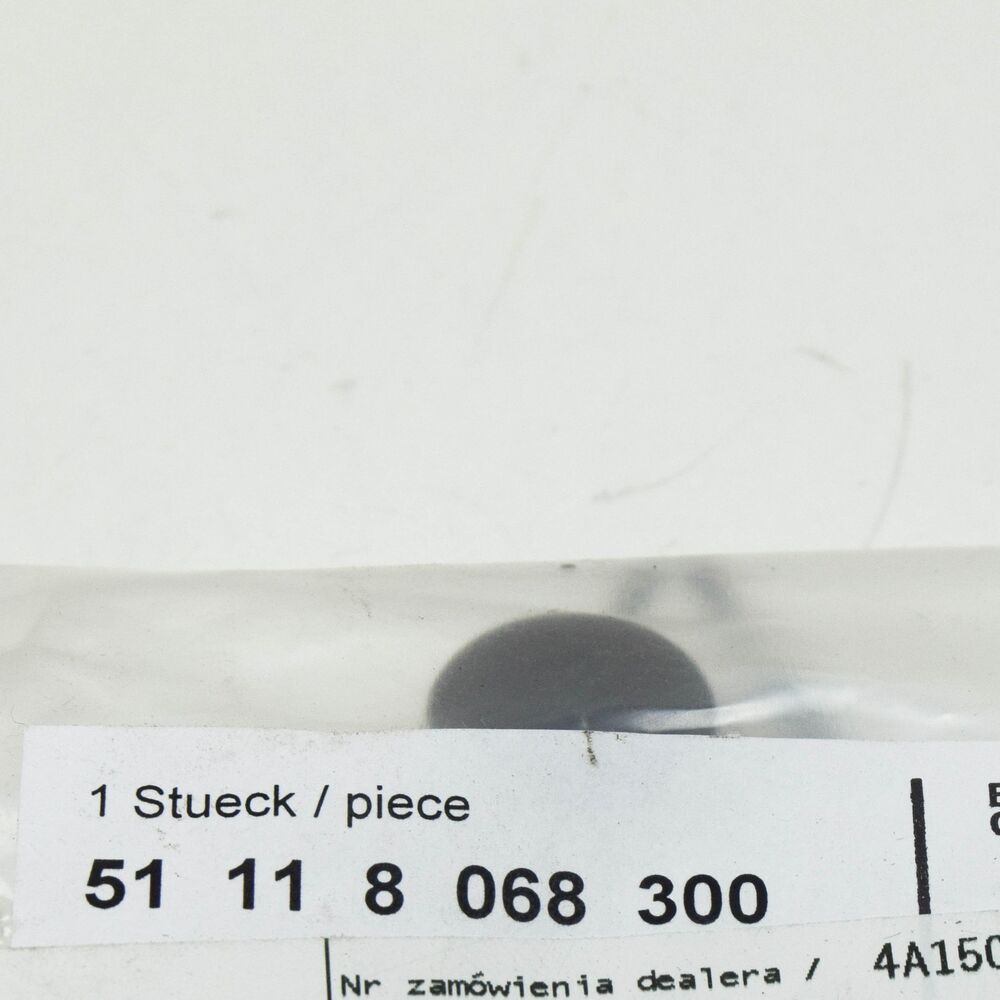 1 Stueck / piece
51 11 8 068 300
Nr zamówienia dealera /